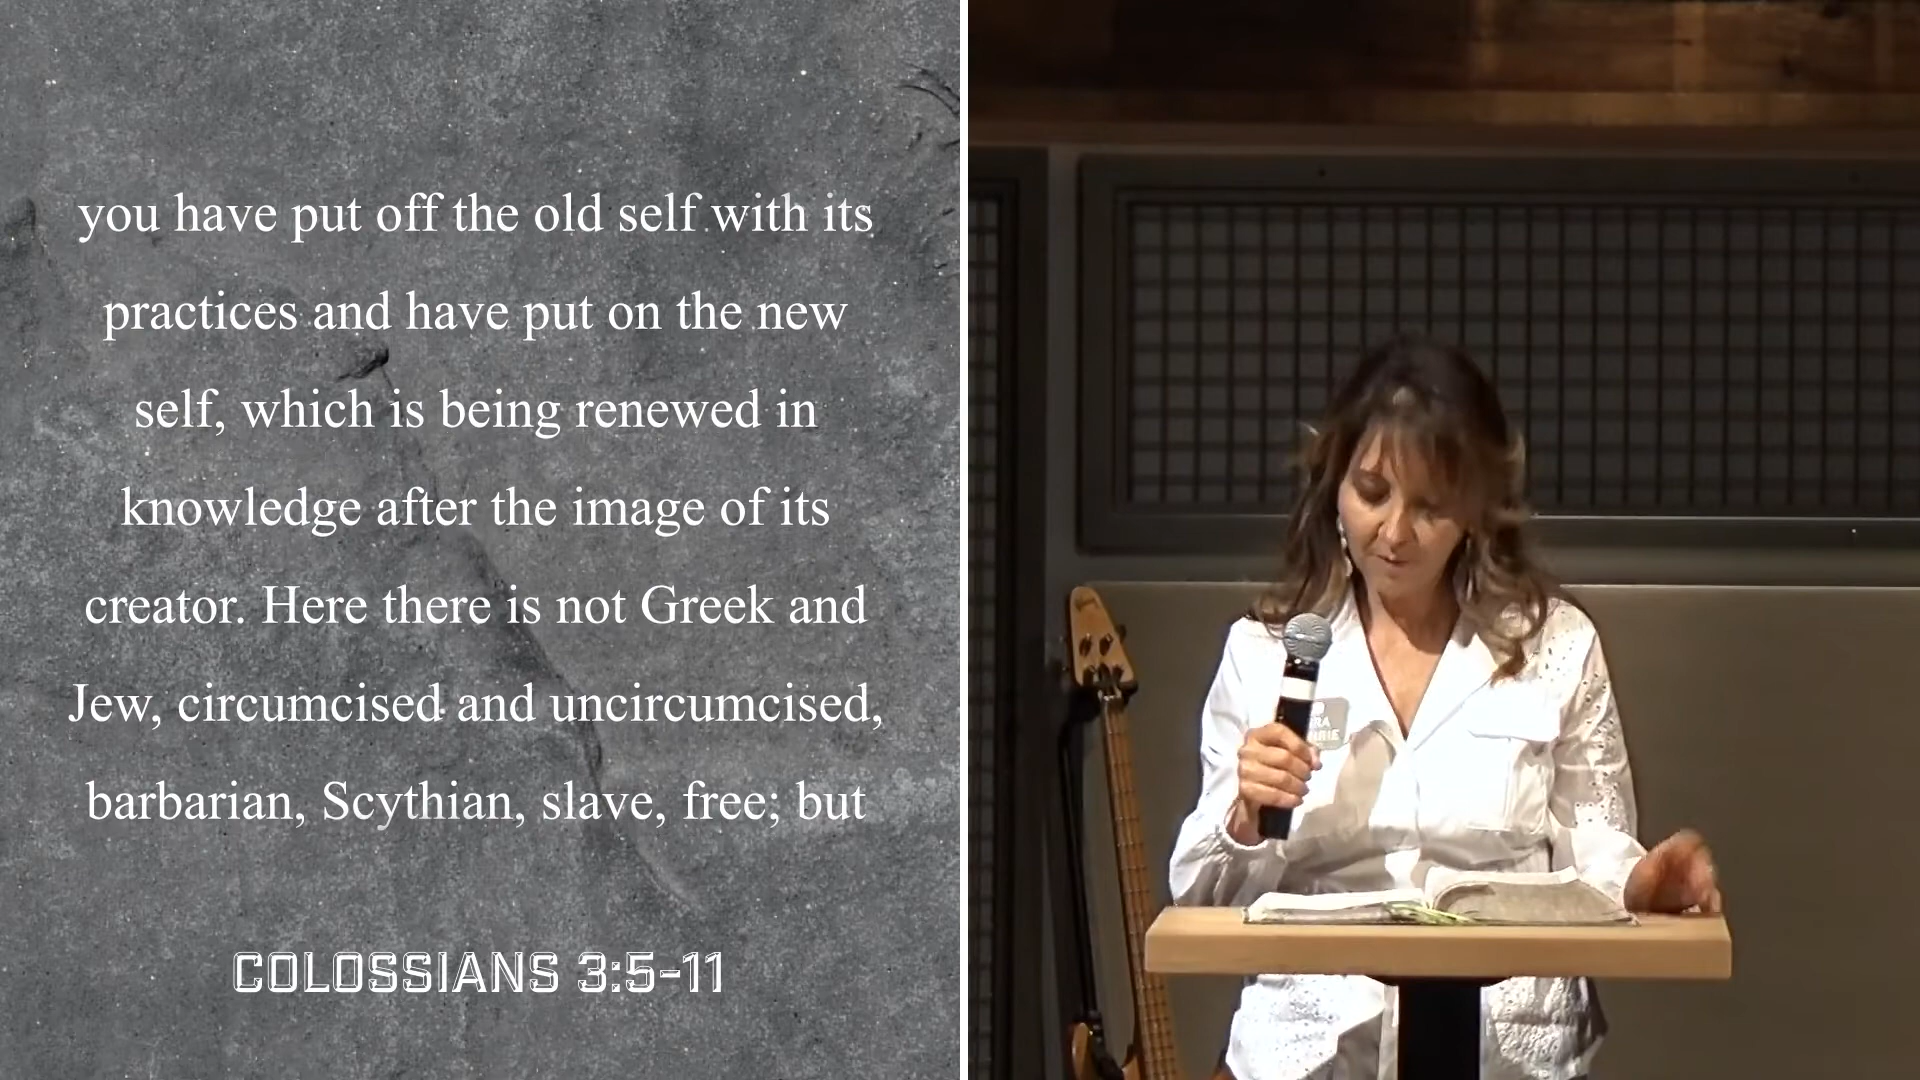 you have put off the old self with its
practices and have put on the new
self, which is being renewed in
knowledge after the image of its
creator. Here there is not Greek and
Jew, circumcised and uncircumcised,
barbarian, Scythian, slave, free; but
COLOSSIANS 3:5-11